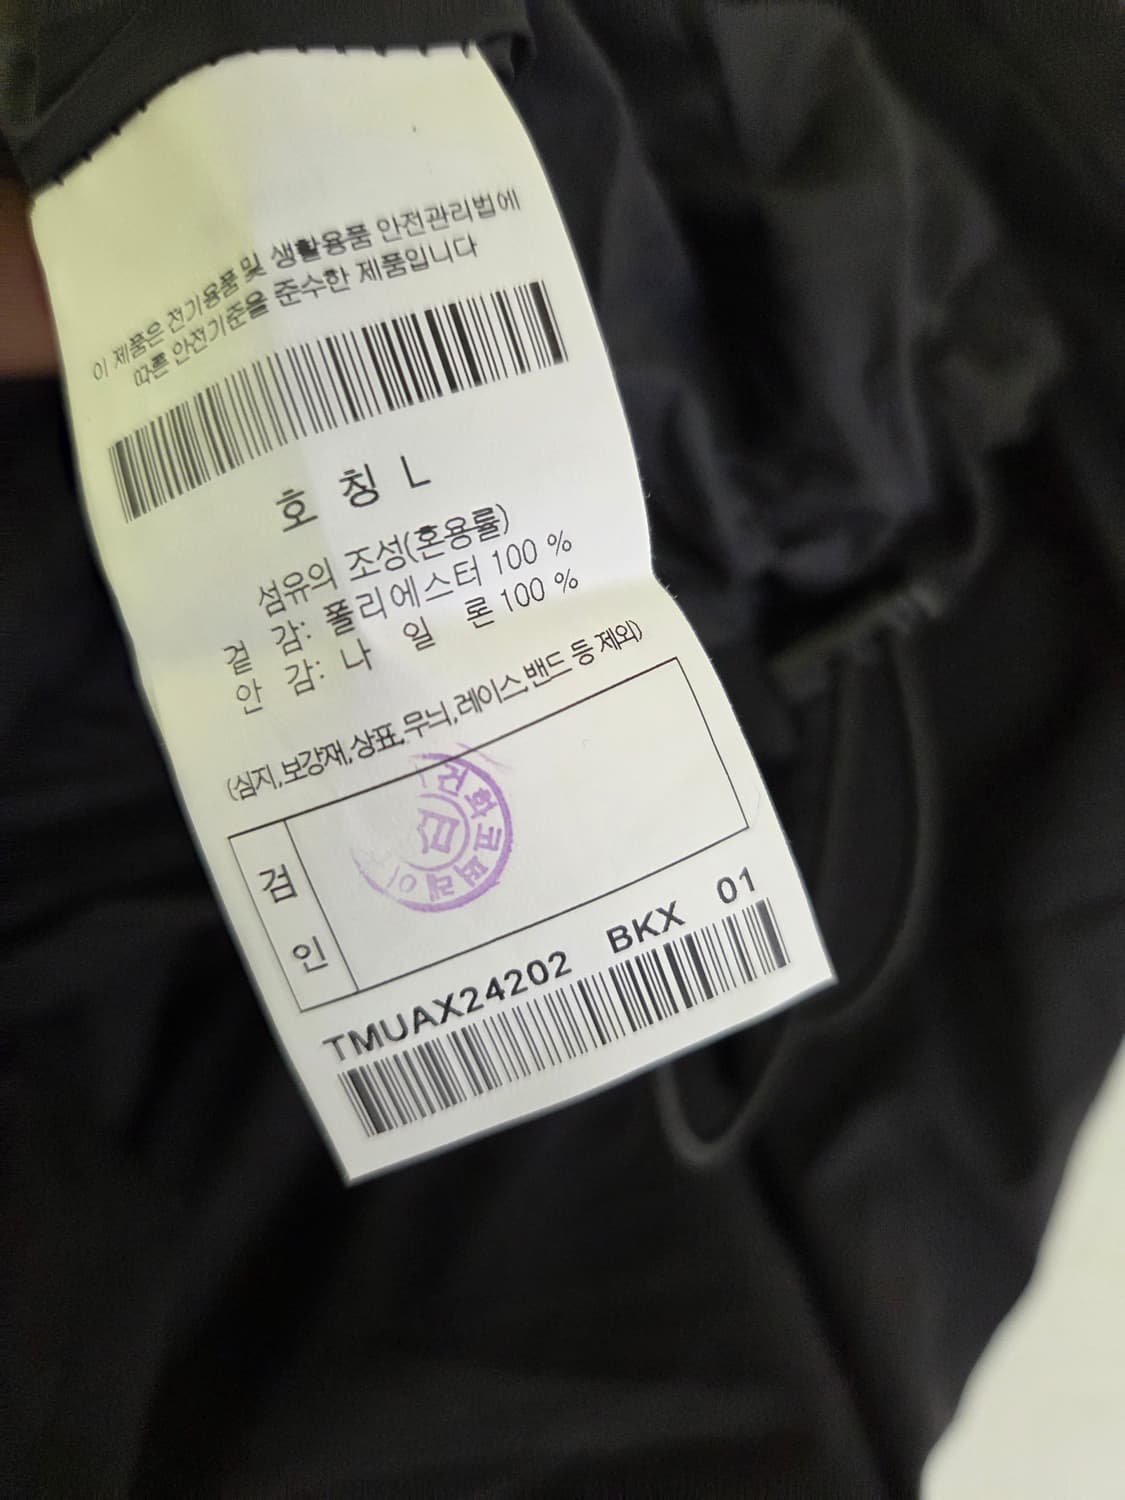 이 제품은 전기용품 및 생활용품 안전관리법에
따른 안전기준을 준수한 제품입니다
호 칭 L
섬유의 조성(혼용률)
겉 감: 폴리에스터 100 %
안 감: 나 일 론 100 %
(심지,보강재,상표,무늬,레이스,밴드 등 제외)
검
인
TMUAX24202 BKX 01